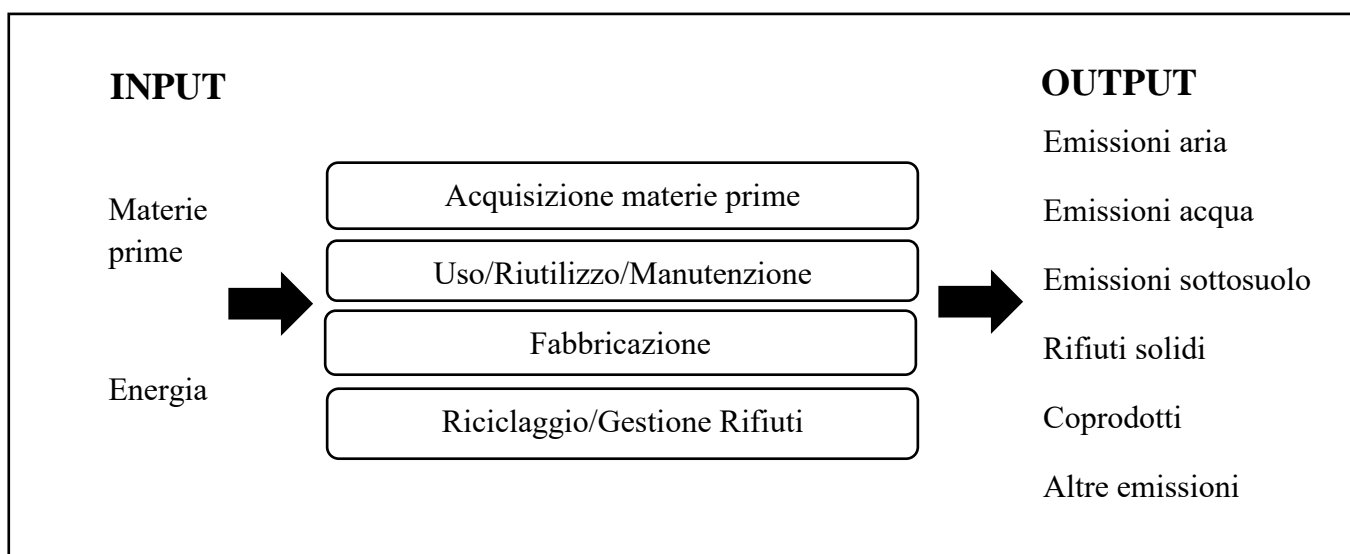 INPUT
Materie
prime
Energia
Acquisizione materie prime
Uso/Riutilizzo/Manutenzione
Fabbricazione
Riciclaggio/Gestione Rifiuti
OUTPUT
Emissioni aria
Emissioni acqua
Emissioni sottosuolo
Rifiuti solidi
Coprodotti
Altre emissioni